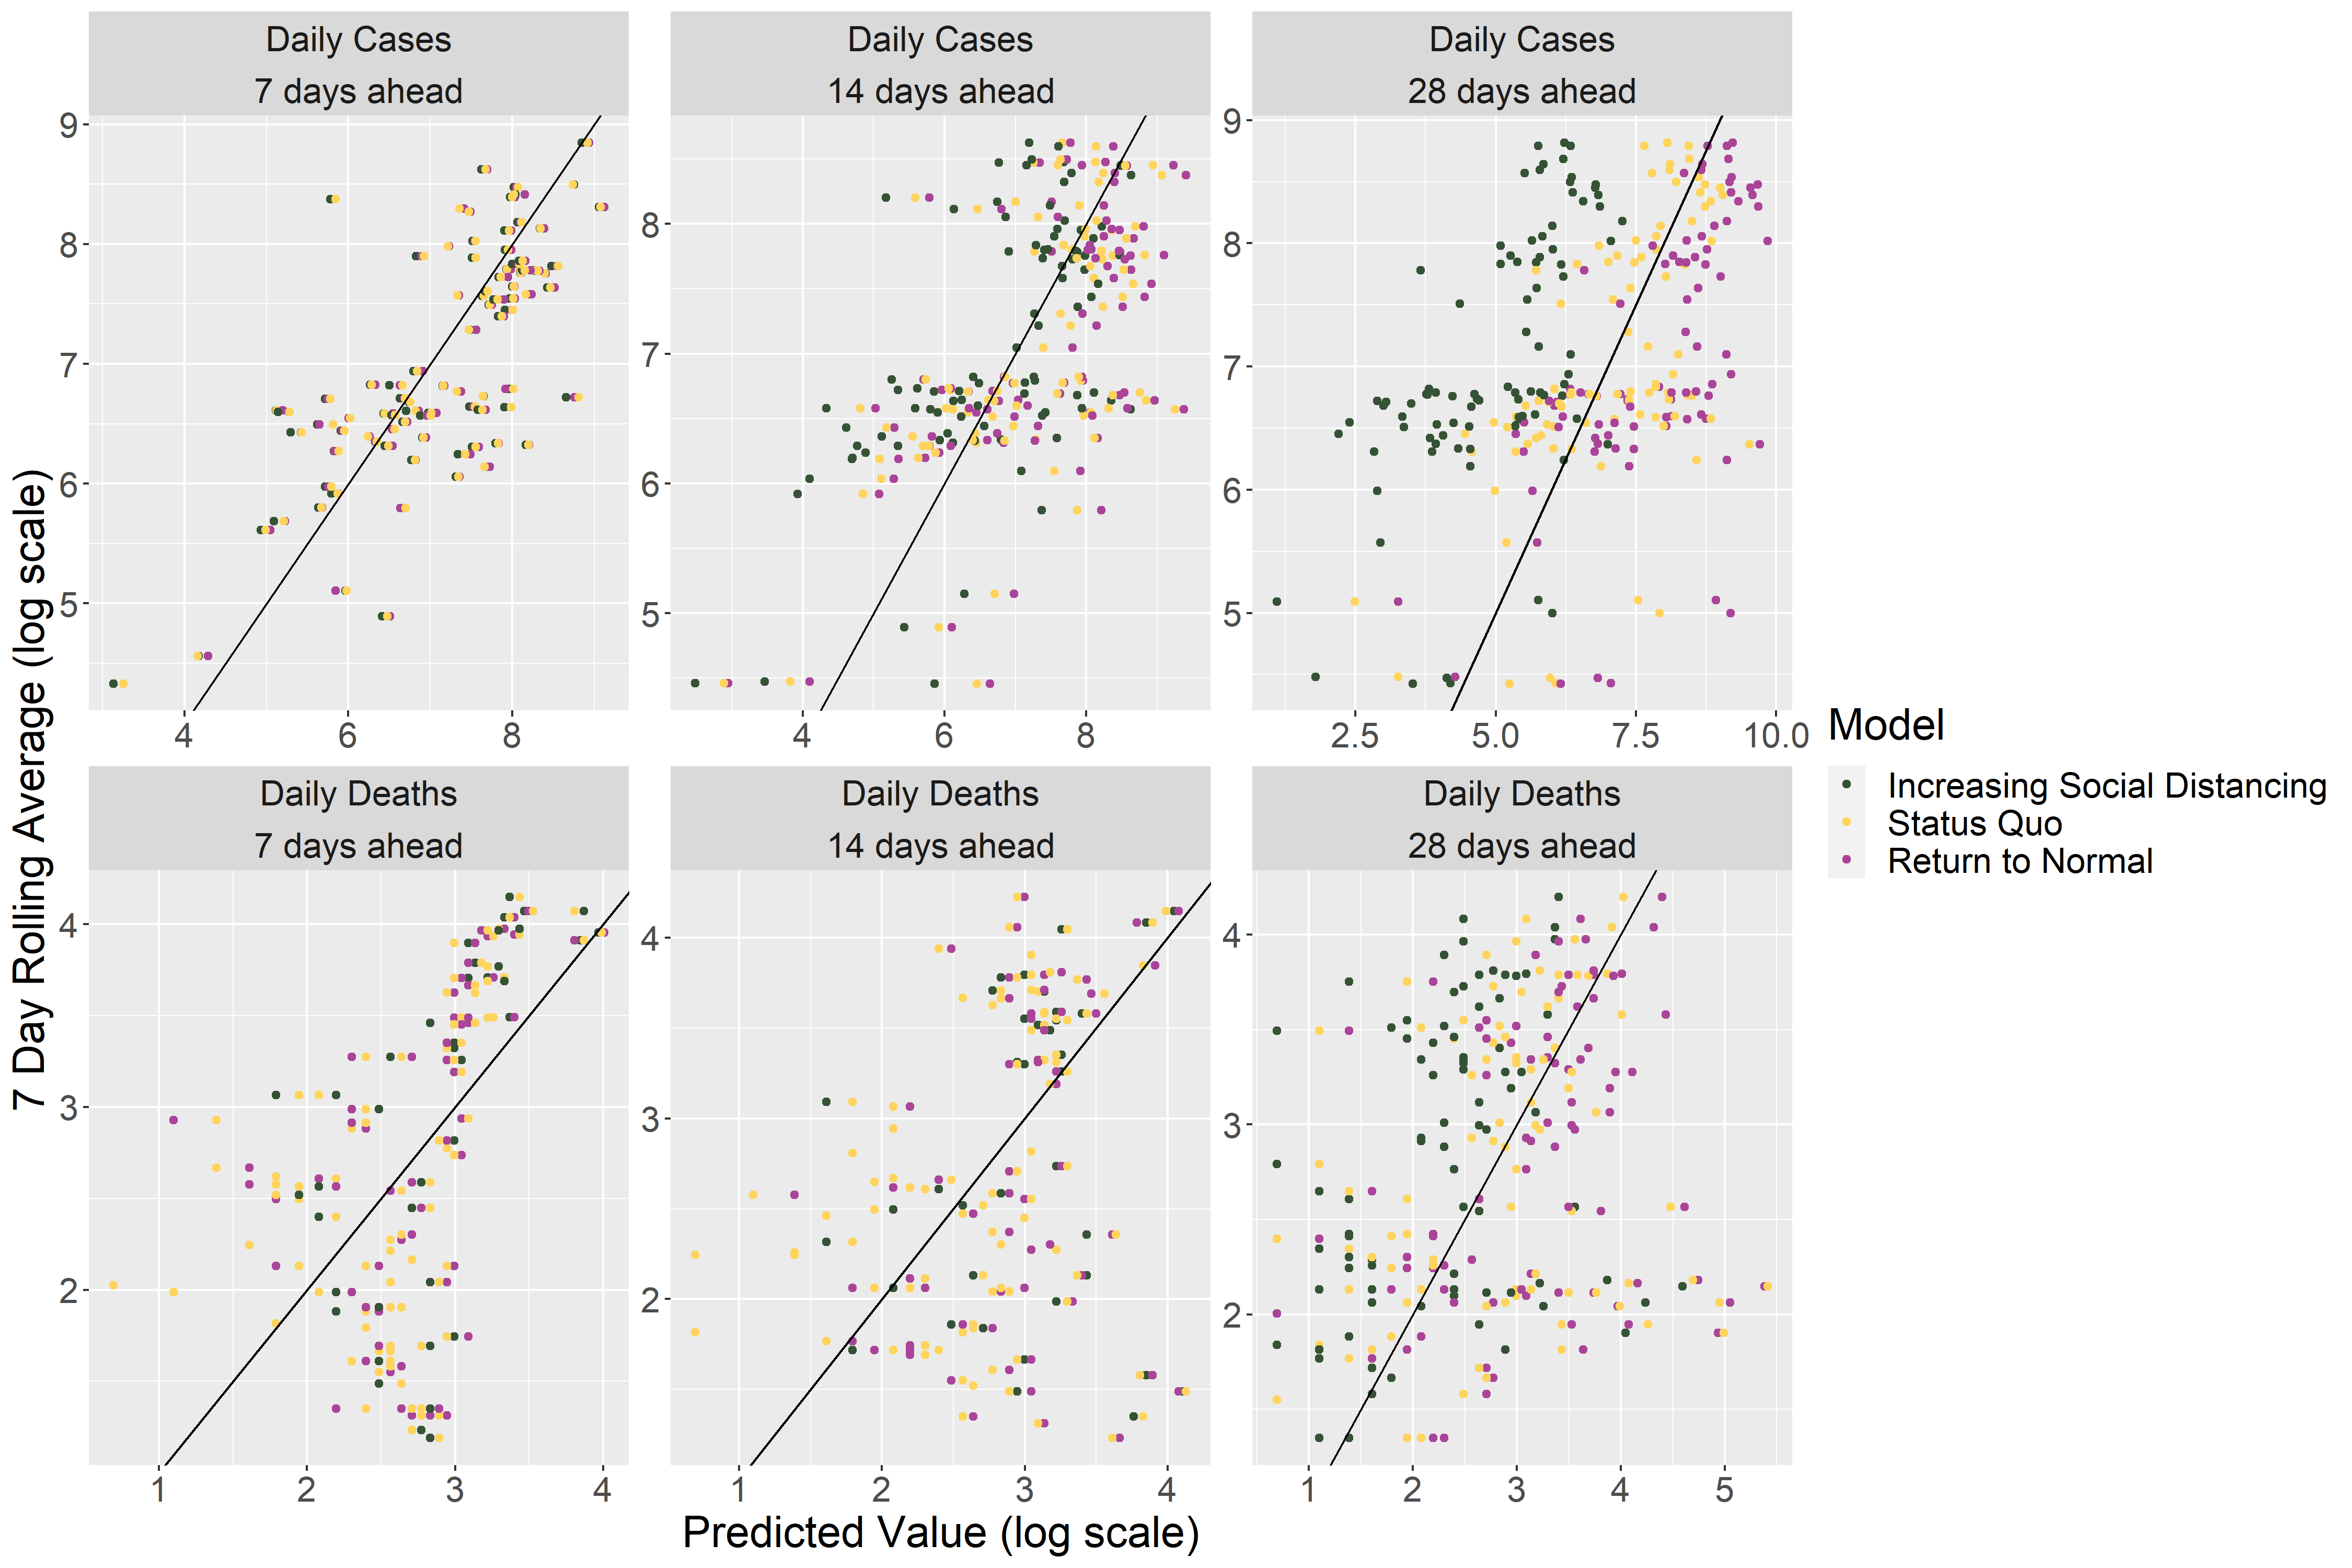 Daily Cases
7 days ahead
Daily Cases
14 days ahead
Daily Cases
28 days ahead
9
8
7
6
5
4
6
8
8
7
6
5
4
6
8
9
8
7
6
5
2.5
5.0
7.5
10.0
Daily Deaths
7 days ahead
Daily Deaths
14 days ahead
Daily Deaths
28 days ahead
4
3
2
1
2
3
4
4
3
2
1
2
3
4
4
3
2
1
2
3
4
5
7 Day Rolling Average (log scale)
Predicted Value (log scale)
Model
Increasing Social Distancing
Status Quo
Return to Normal